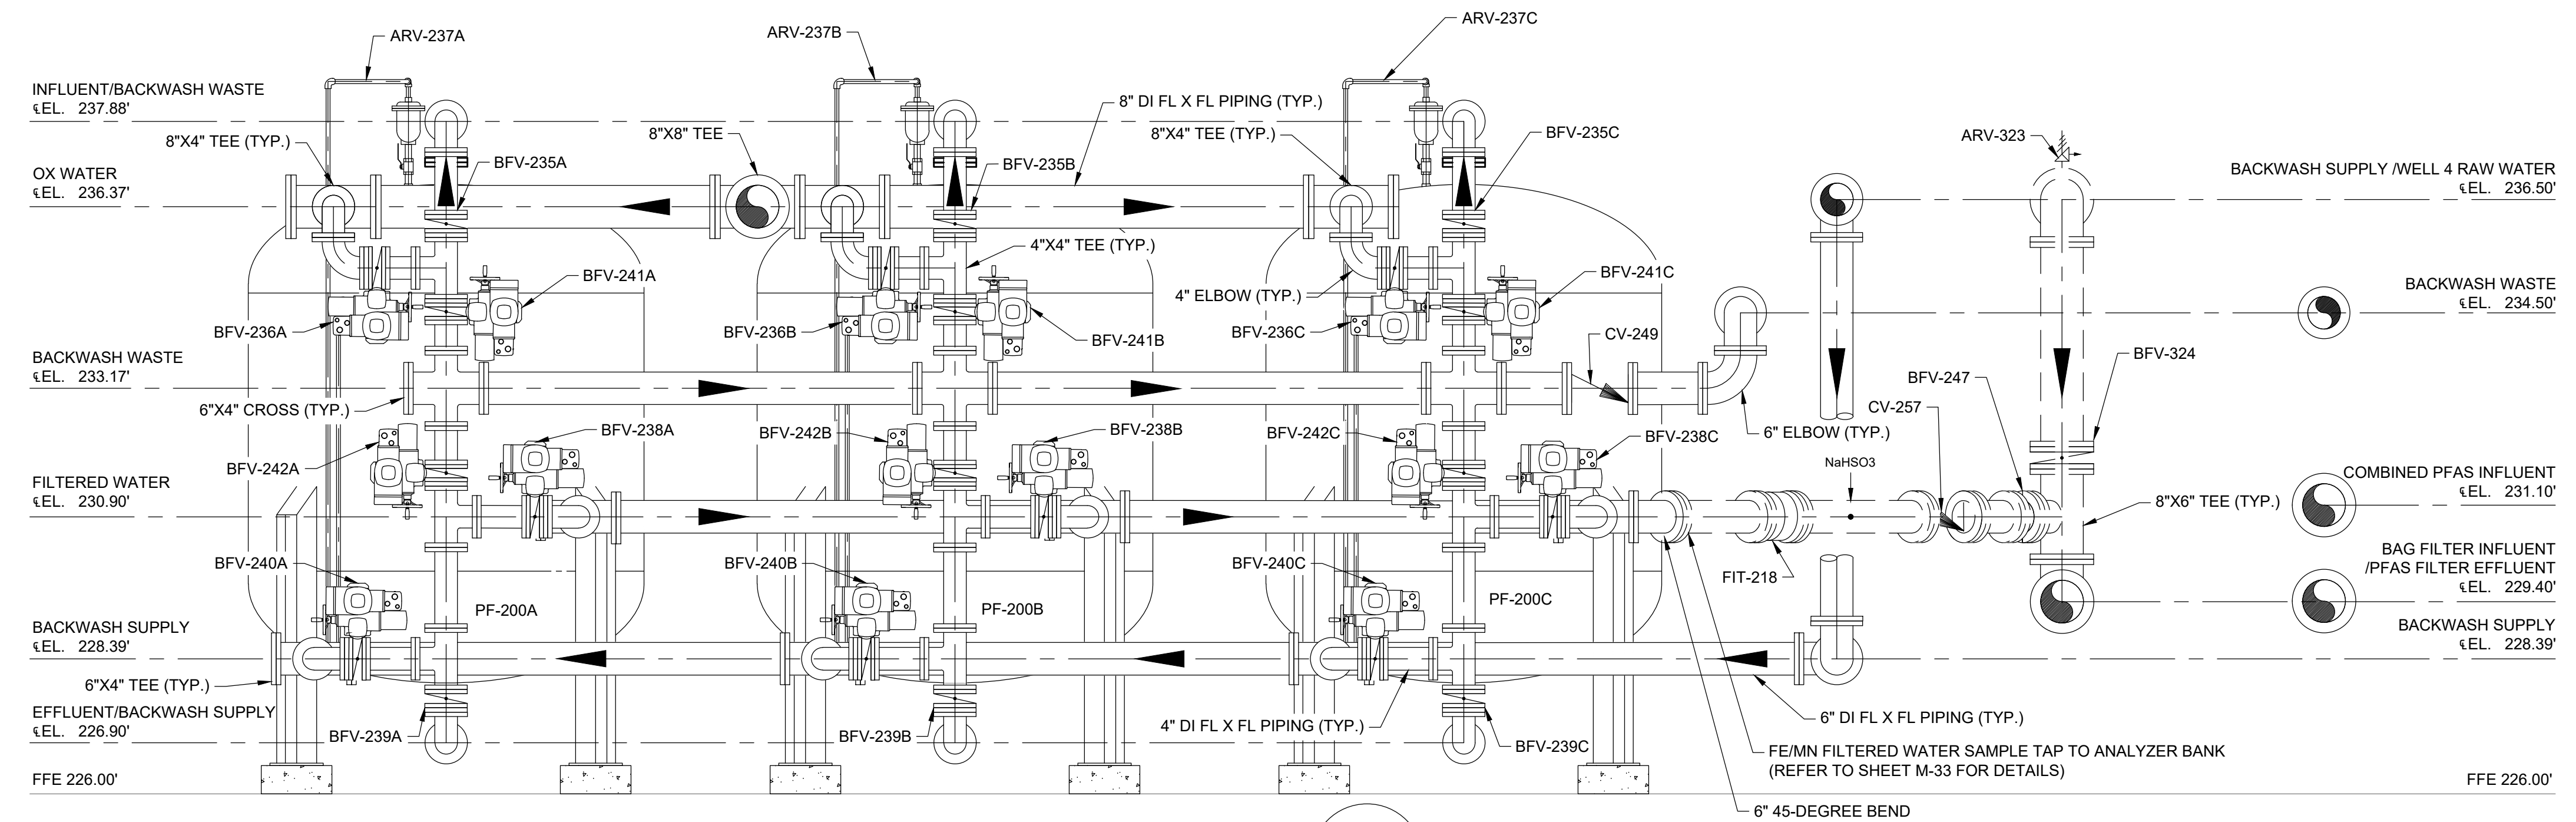 ARV-237A
ARV-237B
ARV-237C
INFLUENT/BACKWASH WASTE
℄EL. 237.88'
8"X4" TEE (TYP.)
8"X8" TEE
8" DI FL X FL PIPING (TYP.)
8"X4" TEE (TYP.)
BFV-235C
ARV-323
OX WATER
℄EL. 236.37'
BFV-235A
BFV-235B
BACKWASH SUPPLY /WELL 4 RAW WATER
℄EL. 236.50'
4"X4" TEE (TYP.)
BFV-241A
BFV-241C
4" ELBOW (TYP.)
BACKWASH WASTE
℄EL. 234.50'
BFV-236A
BFV-236B
BFV-241B
BFV-236C
CV-249
BACKWASH WASTE
℄EL. 233.17'
BFV-324
BFV-247
6"X4" CROSS (TYP.)
CV-257
BFV-238A
BFV-242B
BFV-238B
BFV-242C
BFV-238C
6" ELBOW (TYP.)
BFV-242A
NaHSO3
FILTERED WATER
℄EL. 230.90'
COMBINED PFAS INFLUENT
℄EL. 231.10'
8"X6" TEE (TYP.)
BFV-240A
BFV-240B
BFV-240C
FIT-218
BAG FILTER INFLUENT
/PFAS FILTER EFFLUENT
℄EL. 229.40'
PF-200A
PF-200B
PF-200C
BACKWASH SUPPLY
℄EL. 228.39'
BACKWASH SUPPLY
℄EL. 228.39'
6"X4" TEE (TYP.)
EFFLUENT/BACKWASH SUPPLY
℄EL. 226.90'
BFV-239A
BFV-239B
4" DI FL X FL PIPING (TYP.)
BFV-239C
6" DI FL X FL PIPING (TYP.)
FE/MN FILTERED WATER SAMPLE TAP TO ANALYZER BANK
(REFER TO SHEET M-33 FOR DETAILS)
FFE 226.00'
FFE 226.00'
6" 45-DEGREE BEND